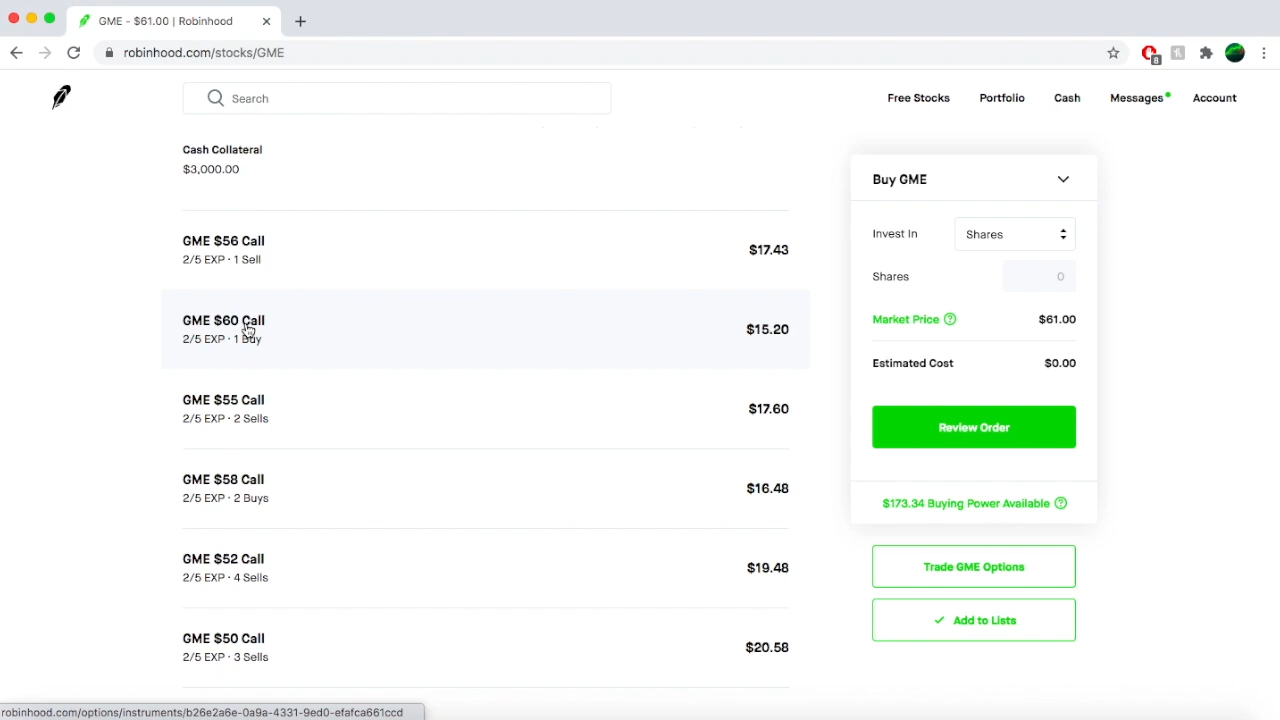 GME - $61.00 | Robinhood
robinhood.com/stocks/GME
8
Search
Free Stocks
Portfolio
Cash
Messages
Account
Cash Collateral
$3,000.00
GME $56 Call
2/5 EXP · 1 Sell
$17.43
GME $60 Call
2/5 EXP · 1 Buy
$15.20
GME $55 Call
2/5 EXP · 2 Sells
$17.60
GME $58 Call
2/5 EXP · 2 Buys
$16.48
GME $52 Call
2/5 EXP · 4 Sells
$19.48
GME $50 Call
2/5 EXP · 3 Sells
$20.58
Buy GME
Invest In
Shares
Shares
0
Market Price ?
$61.00
Estimated Cost
$0.00
Review Order
$173.34 Buying Power Available ?
Trade GME Options
Add to Lists
robinhood.com/options/instruments/b26e2a6e-0a9a-4331-9ed0-efafca661ccd